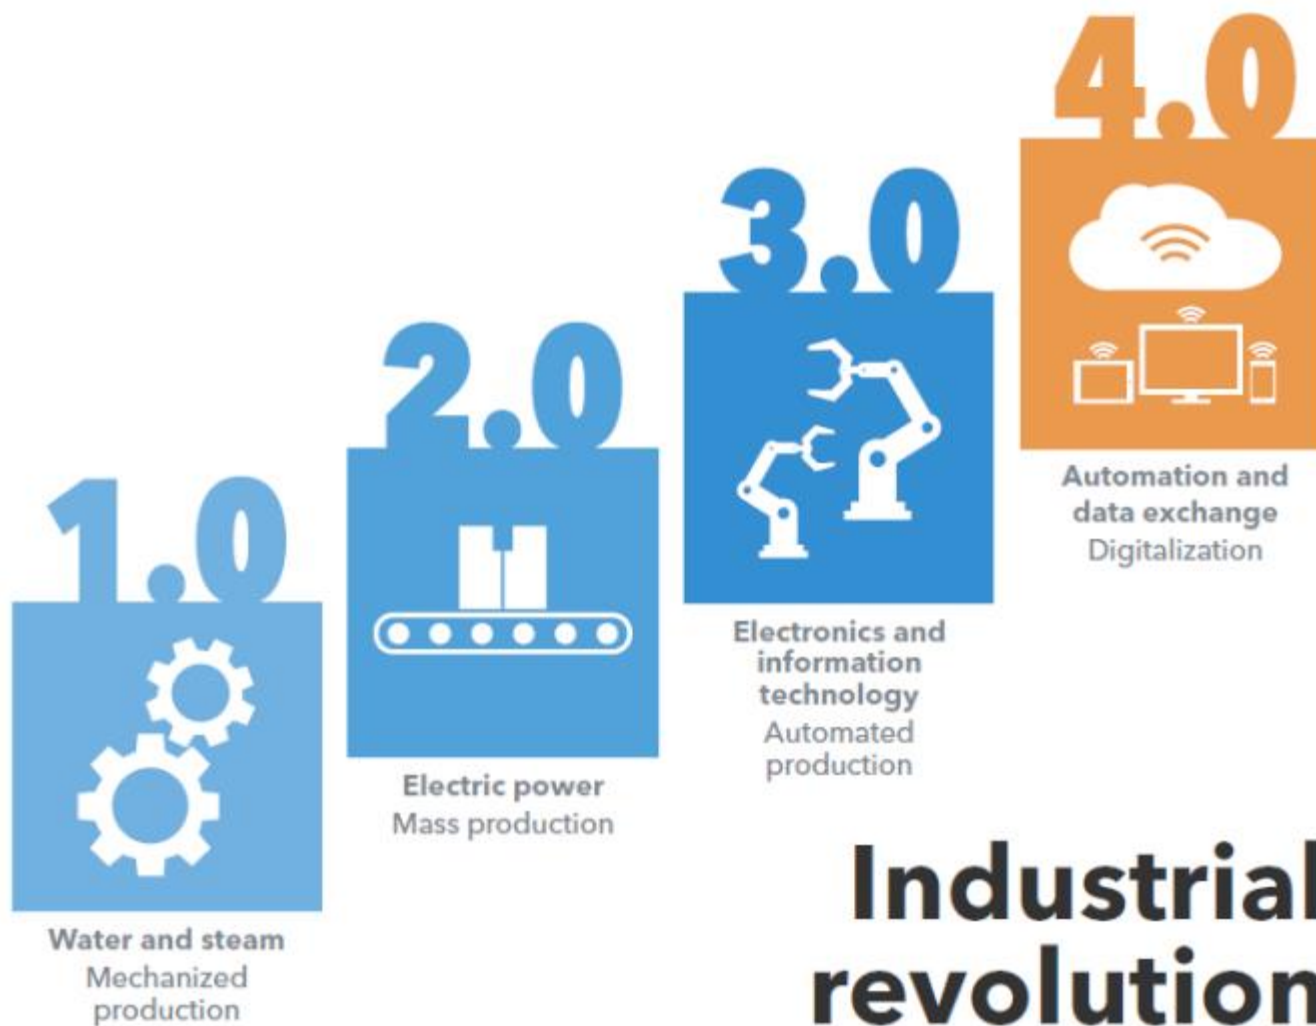 1.0
Water and steam
Mechanized
production
2.0
Electric power
Mass production
3.0
Electronics and
information
technology
Automated
production
4.0
Automation and
data exchange
Digitalization
Industrial
revolution